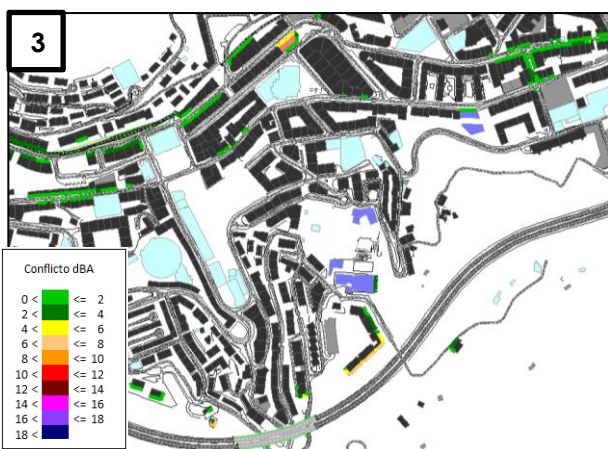 3
Conflicto dBA
0 < <= 2
2 < <= 4
4 < <= 6
6 < <= 8
8 < <= 10
10 < <= 12
12 < <= 14
14 < <= 16
16 < <= 18
18 <